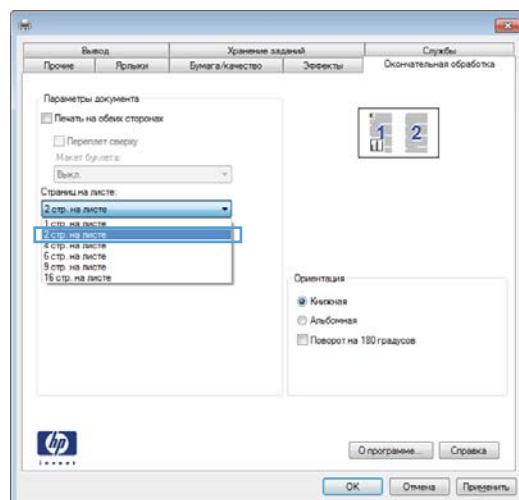 Вывод Хранение заданий Службы
Прочие Ярлыки Бумага/качество Эффекты Окончательная обработка
Параметры документа
Печать на обеих сторонах
Переплет сверху
Макет буклета:
Выкл.
Страниц на листе:
2 стр. на листе
1 стр. на листе
2 стр. на листе
4 стр. на листе
6 стр. на листе
9 стр. на листе
16 стр. на листе
1 2
Ориентация
Книжная
Альбомная
Поворот на 180 градусов
hp
invent
О программе... Справка
OK Отмена Применить